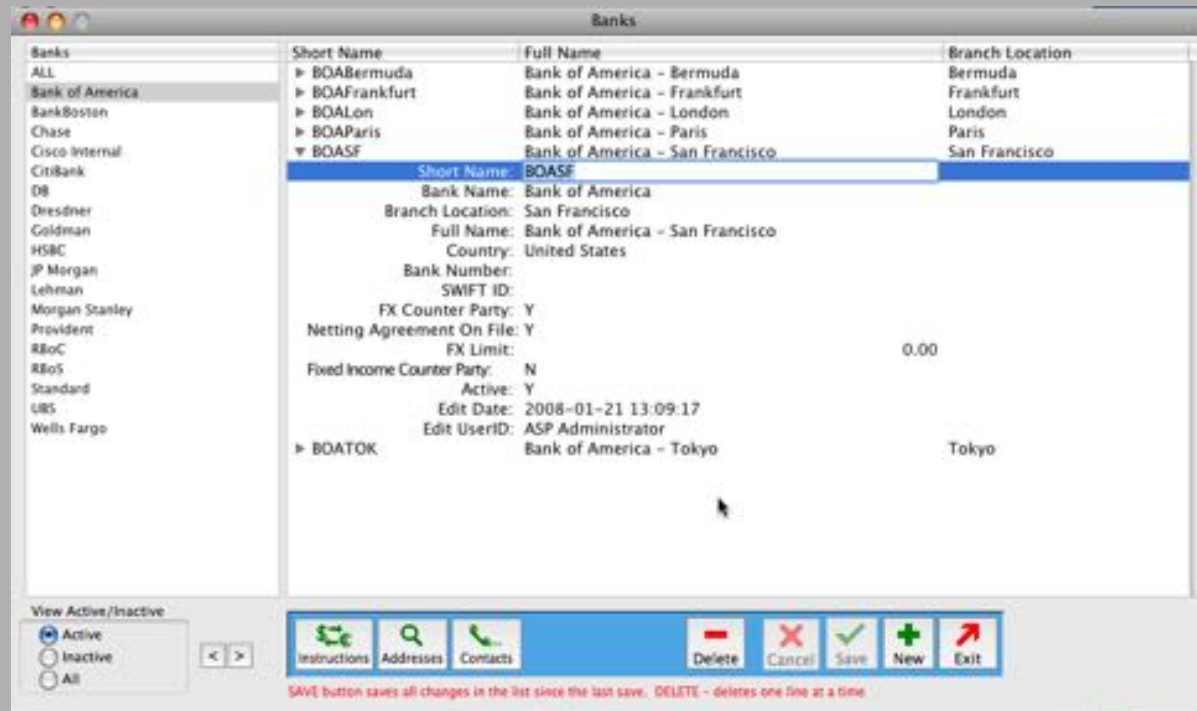 Banks
Banks
ALL
Bank of America
BankBoston
Chase
Cisco Internal
CitiBank
DB
Dresdner
Goldman
HSBC
JP Morgan
Lehman
Morgan Stanley
Provident
RBoC
RBoS
Standard
UBS
Wells Fargo
Short Name Full Name Branch Location
BOABermuda Bank of America - Bermuda Bermuda
BOAFrankfurt Bank of America - Frankfurt Frankfurt
BOALon Bank of America - London London
BOAParis Bank of America - Paris Paris
BOASF Bank of America - San Francisco San Francisco
Short Name: BOASF
Bank Name: Bank of America
Branch Location: San Francisco
Full Name: Bank of America - San Francisco
Country: United States
Bank Number:
SWIFT ID:
FX Counter Party: Y
Netting Agreement On File: Y
FX Limit: 0.00
Fixed Income Counter Party: N
Active: Y
Edit Date: 2008-01-21 13:09:17
Edit UserID: ASP Administrator
BOATOK Bank of America - Tokyo Tokyo
View Active/Inactive
Active
Inactive
All
< >
Instructions Addresses Contacts Delete Cancel Save New Exit
SAVE button saves all changes in the list since the last save. DELETE - deletes one line at a time